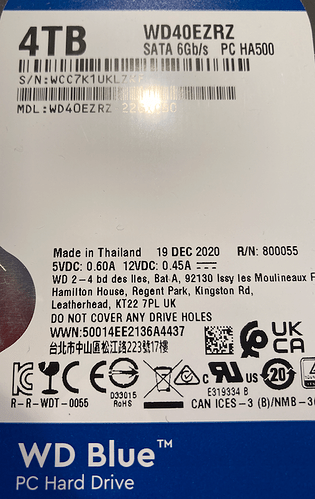 4TB
WD40EZRZ
SATA 6Gb/s PC HA500
S/N:WCC7K1UKL
MDL:WD40EZRZ
Made in Thailand 19 DEC 2020 R/N: 800055
5VDC: 0.60A 12VDC: 0.45A
WD 2-4 bd des Iles, Bat A, 92130 Issy les Moulineaux F
Hamilton House, Regent Park, Kingston Rd,
Leatherhead, KT22 7PL UK
DO NOT COVER ANY DRIVE HOLES
WWN:50014EE2136A4437
台北市中山區松江路223號17樓
UK
CA
D33015
RoHS
c RU US
E319334 B
20
R-R-WDT-0055
CAN ICES-3 (B)/NMB-3
WD Blue™
PC Hard Drive